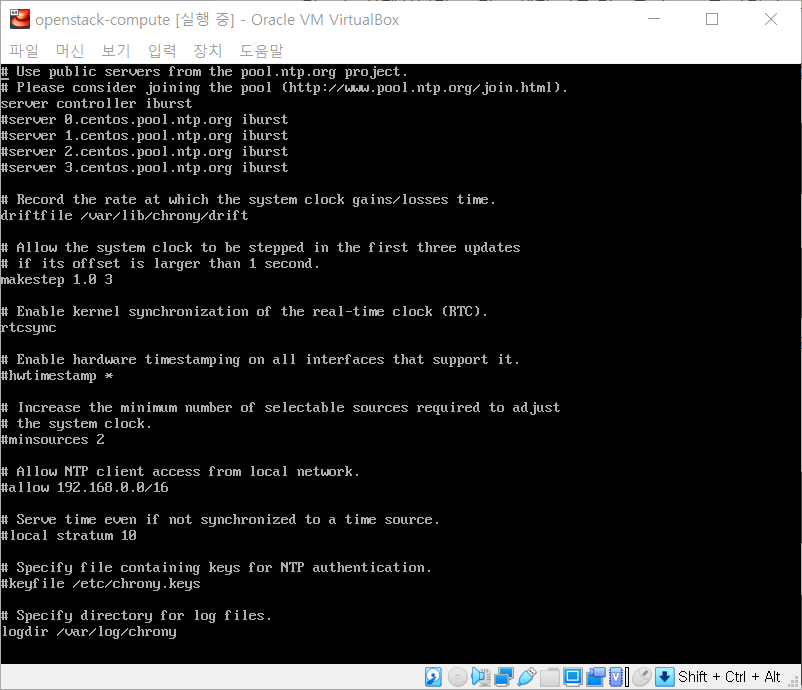 openstack-compute [실행 중] - Oracle VM VirtualBox
파일 머신 보기 입력 장치 도움말
# Use public servers from the pool.ntp.org project.
# Please consider joining the pool (http://www.pool.ntp.org/join.html).
server controller iburst
#server 0.centos.pool.ntp.org iburst
#server 1.centos.pool.ntp.org iburst
#server 2.centos.pool.ntp.org iburst
#server 3.centos.pool.ntp.org iburst
# Record the rate at which the system clock gains/losses time.
driftfile /var/lib/chrony/drift
# Allow the system clock to be stepped in the first three updates
# if its offset is larger than 1 second.
makestep 1.0 3
# Enable kernel synchronization of the real-time clock (RTC).
rtcsync
# Enable hardware timestamping on all interfaces that support it.
#hwtimestamp *
# Increase the minimum number of selectable sources required to adjust
# the system clock.
#minsources 2
# Allow NTP client access from local network.
#allow 192.168.0.0/16
# Serve time even if not synchronized to a time source.
#local stratum 10
# Specify file containing keys for NTP authentication.
#keyfile /etc/chrony.keys
# Specify directory for log files.
logdir /var/log/chrony
Shift + Ctrl + Alt